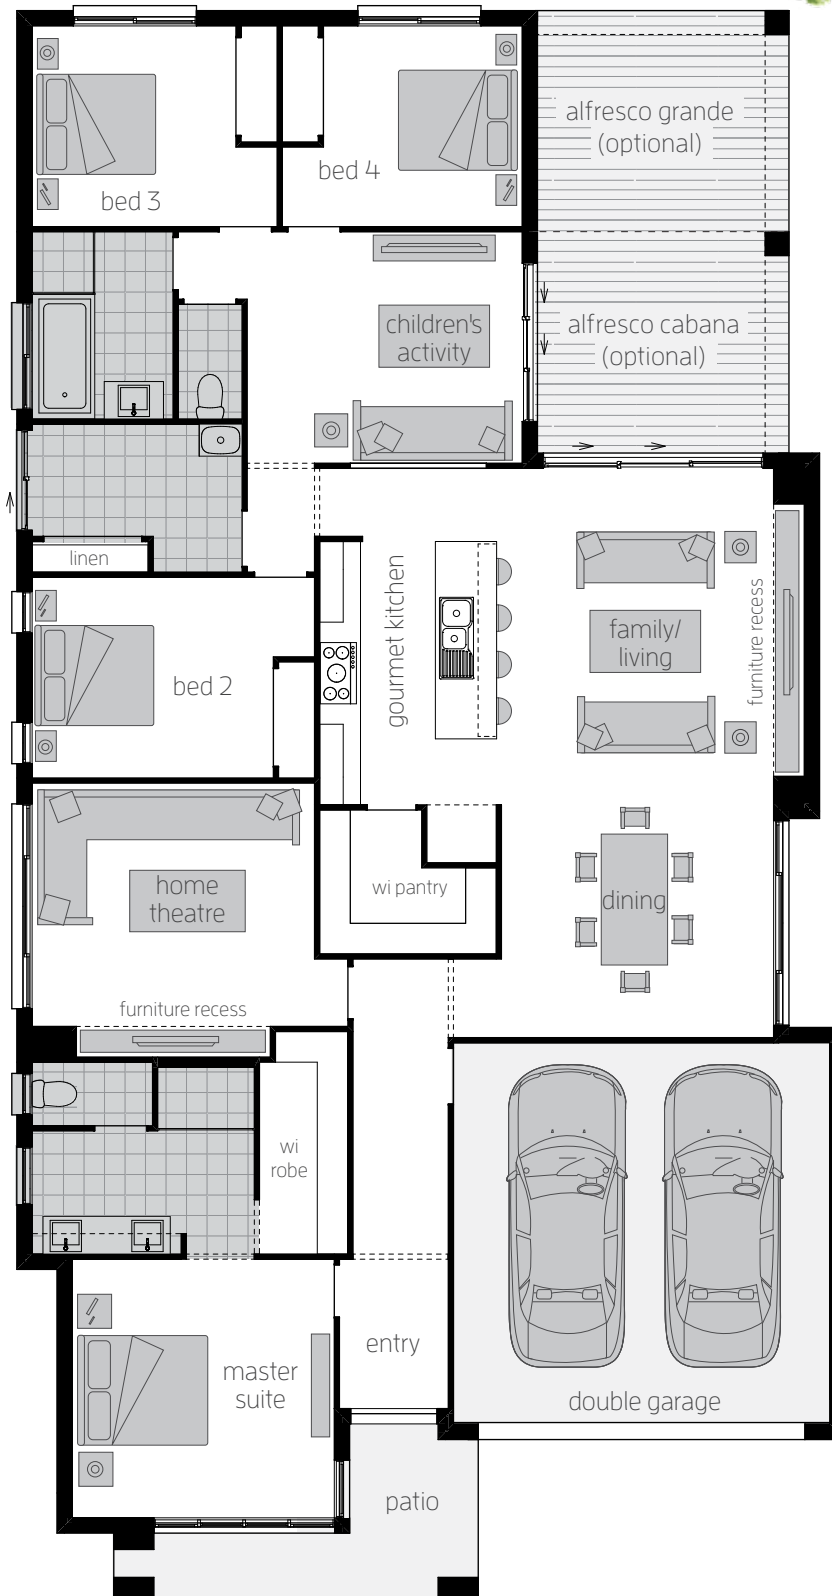 alfresco grande
(optional)
bed 4
bed 3
children's
activity
alfresco cabana
(optional)
linen
gourmet kitchen
furniture recess
family/
living
bed 2
home
theatre
wi pantry
dining
furniture recess
wi
robe
entry
master
suite
double garage
patio